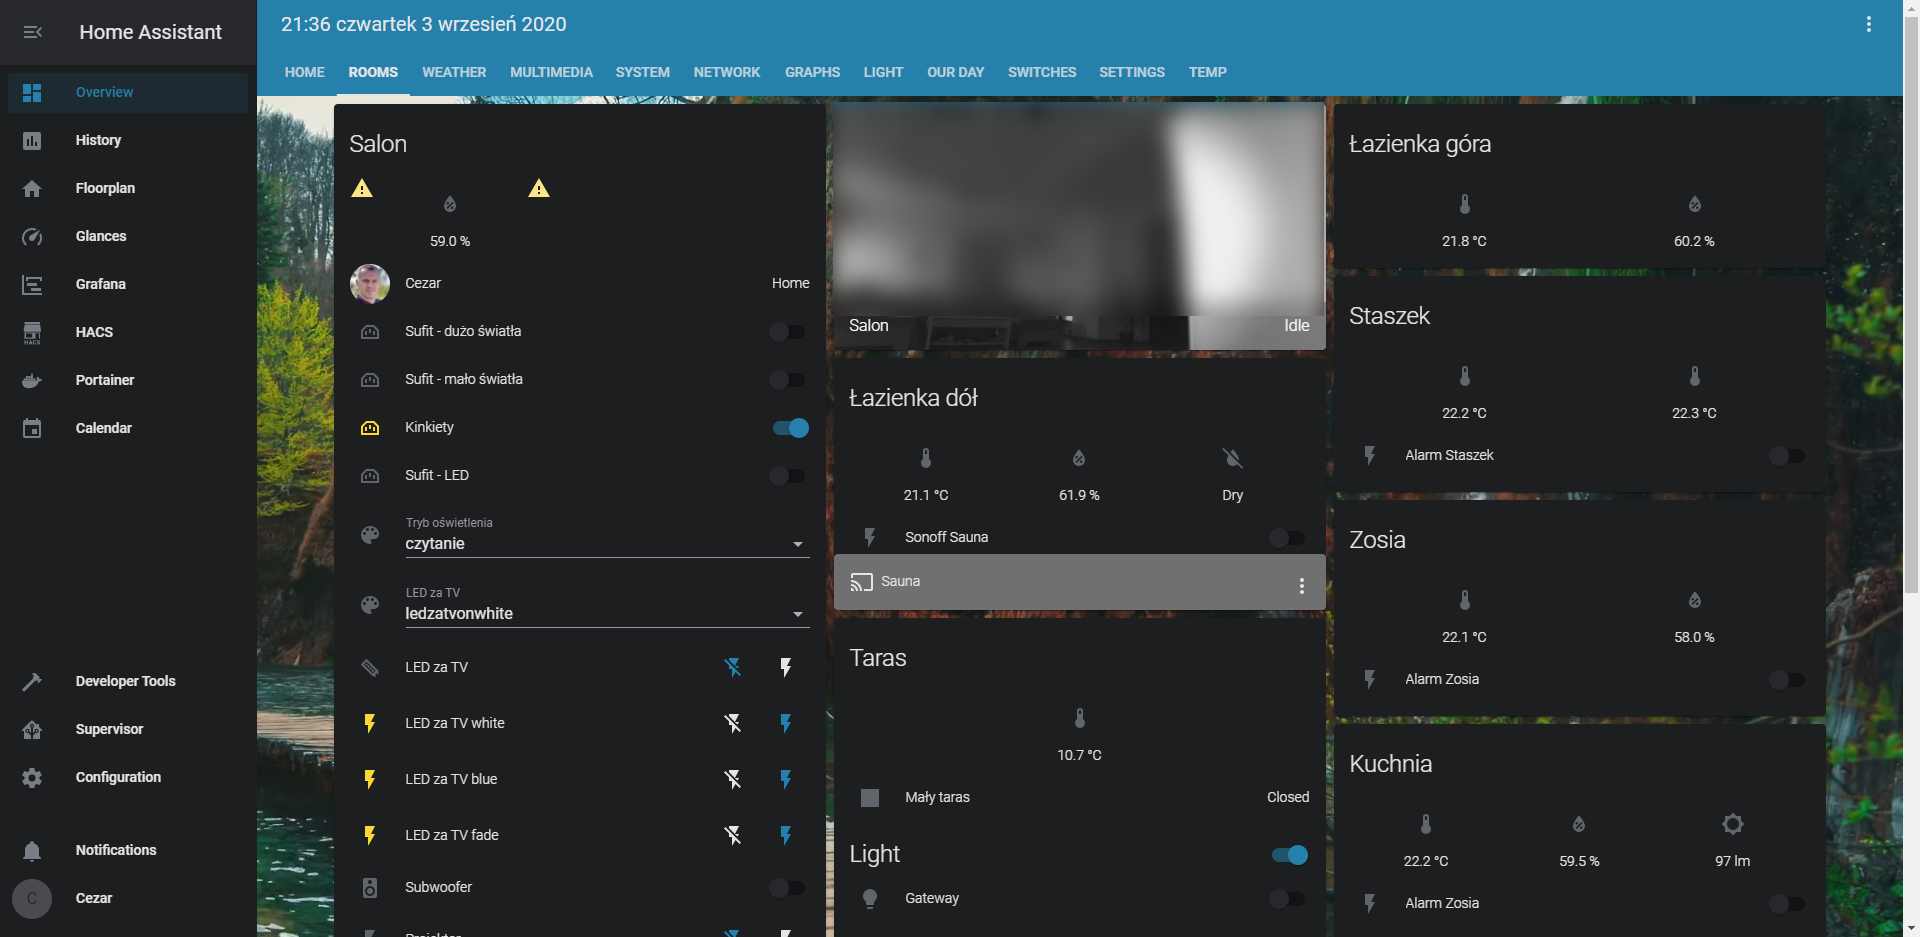 Home Assistant
Overview
History
Floorplan
Glances
Grafana
HACS
HACS
Portainer
Calendar
Developer Tools
Supervisor
Configuration
Notifications
C
Cezar
21:36 czwartek 3 wrzesień 2020
HOME ROOMS WEATHER MULTIMEDIA SYSTEM NETWORK GRAPHS LIGHT OUR DAY SWITCHES SETTINGS TEMP
Salon
59.0 %
Cezar Home
Sufit - dużo światła
Sufit - mało światła
Kinkiety
Sufit - LED
Tryb oświetlenia
czytanie
LED za TV
ledzatvonwhite
LED za TV
LED za TV white
LED za TV blue
LED za TV fade
Subwoofer
Projektor
Salon Idle
Łazienka dół
21.1 °C 61.9 % Dry
Sonoff Sauna
Sauna
Taras
10.7 °C
Mały taras Closed
Light
Gateway
Łazienka góra
21.8 °C 60.2 %
Staszek
22.2 °C 22.3 °C
Alarm Staszek
Zosia
22.1 °C 58.0 %
Alarm Zosia
Kuchnia
22.2 °C 59.5 % 97 lm
Alarm Zosia